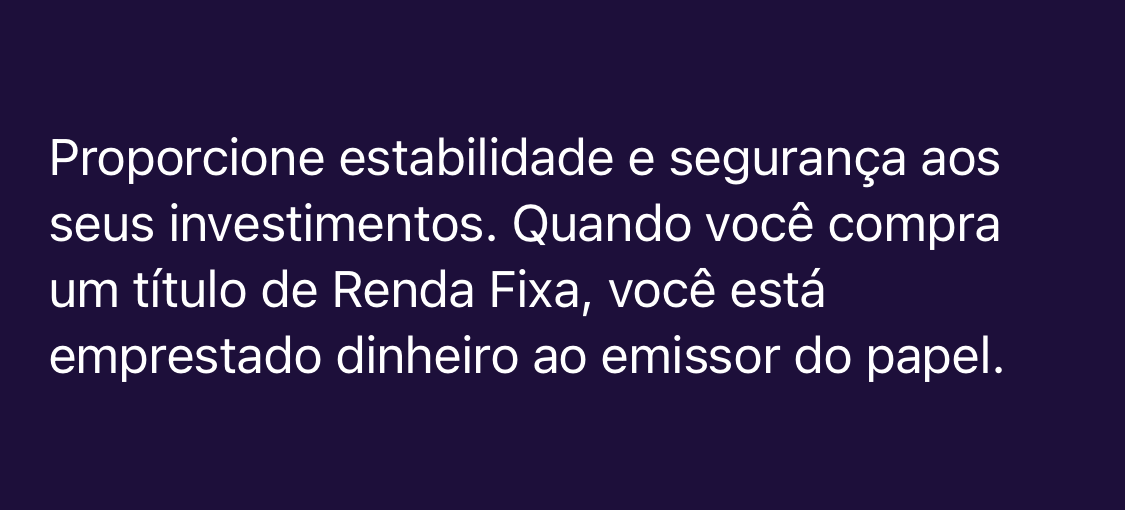 Proporcione estabilidade e segurança aos
seus investimentos. Quando você compra
um título de Renda Fixa, você está
emprestado dinheiro ao emissor do papel.